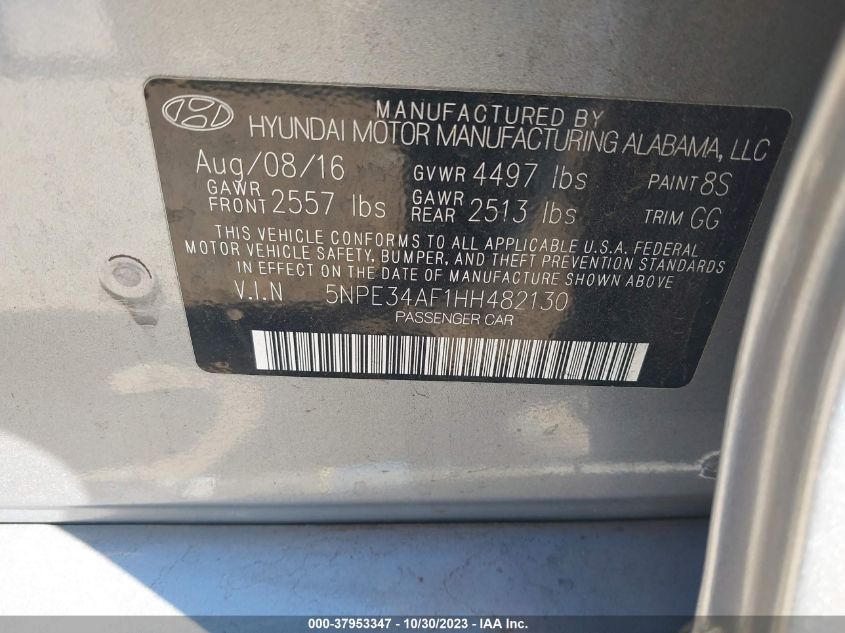 MANUFACTURED BY
HYUNDAI MOTOR MANUFACTURING ALABAMA, LLC
Aug/08/16 GVWR 4497 lbs PAINT 8S
GAWR FRONT 2557 lbs GAWR REAR 2513 lbs TRIM GG
THIS VEHICLE CONFORMS TO ALL APPLICABLE U.S.A. FEDERAL
MOTOR VEHICLE SAFETY, BUMPER, AND THEFT PREVENTION STANDARDS
IN EFFECT ON THE DATE OF MANUFACTURE SHOWN ABOVE
V.I.N 5NPE34AF1HH482130
PASSENGER CAR
000-37953347 - 10/30/2023 - IAA Inc.